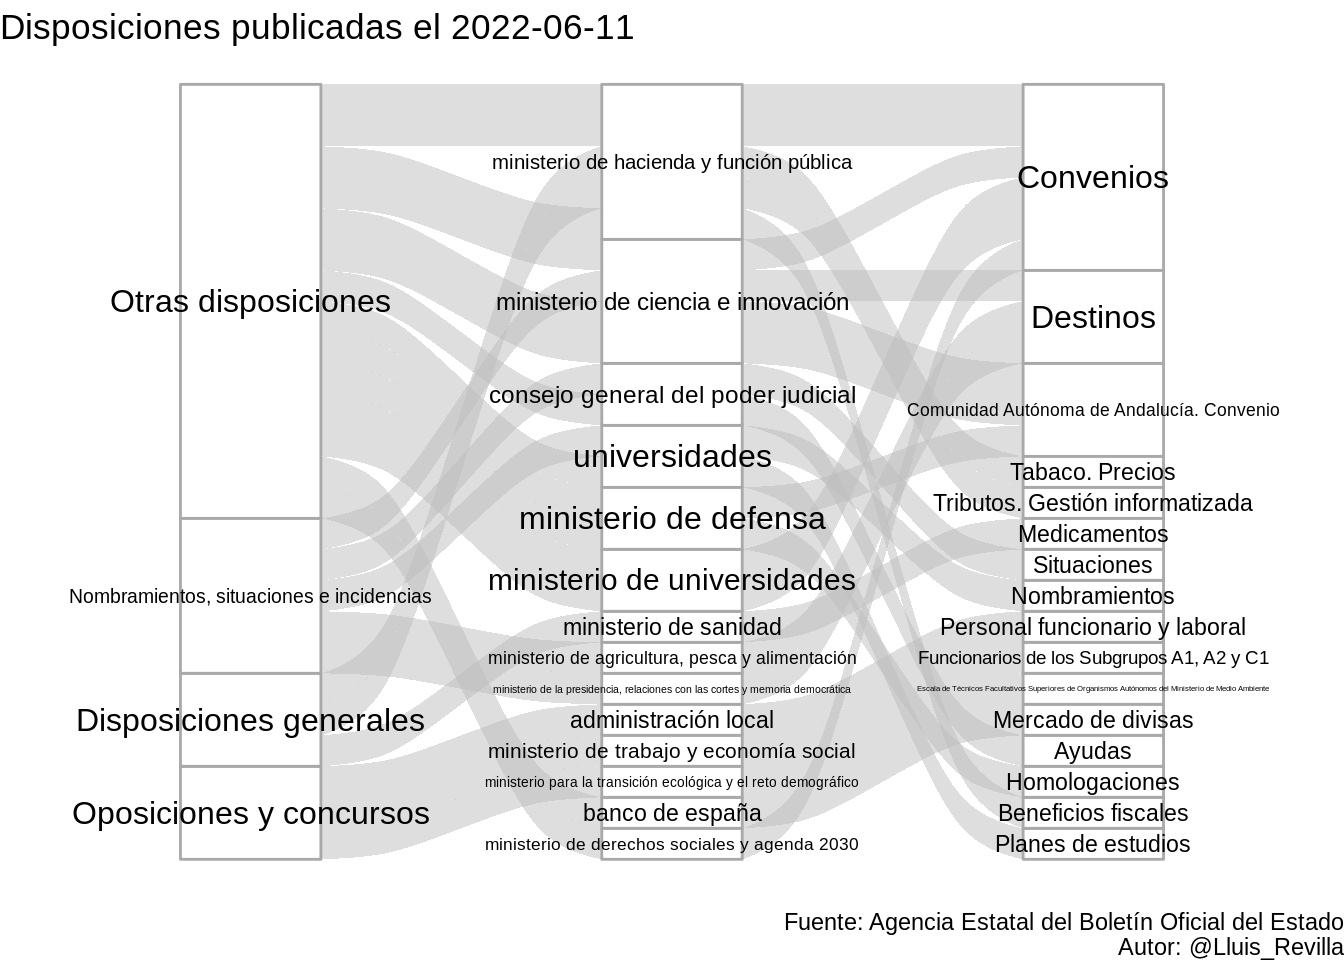 Disposiciones publicadas el 2022-06-11
Otras disposiciones
Nombramientos, situaciones e incidencias
Disposiciones generales
Oposiciones y concursos
ministerio de hacienda y función pública
ministerio de ciencia e innovación
consejo general del poder judicial
universidades
ministerio de defensa
ministerio de universidades
ministerio de sanidad
ministerio de agricultura, pesca y alimentación
ministerio de la presidencia, relaciones con las cortes y memoria democrática
administración local
ministerio de trabajo y economía social
ministerio para la transición ecológica y el reto demográfico
banco de españa
ministerio de derechos sociales y agenda 2030
Convenios
Destinos
Comunidad Autónoma de Andalucía. Convenio
Tabaco. Precios
Tributos. Gestión informatizada
Medicamentos
Situaciones
Nombramientos
Personal funcionario y laboral
Funcionarios de los Subgrupos A1, A2 y C1
Escala de Técnicos Facultativos Superiores de Organismos Autónomos del Ministerio de Medio Ambiente
Mercado de divisas
Ayudas
Homologaciones
Beneficios fiscales
Planes de estudios
Fuente: Agencia Estatal del Boletín Oficial del Estado
Autor: @Lluis_Revilla